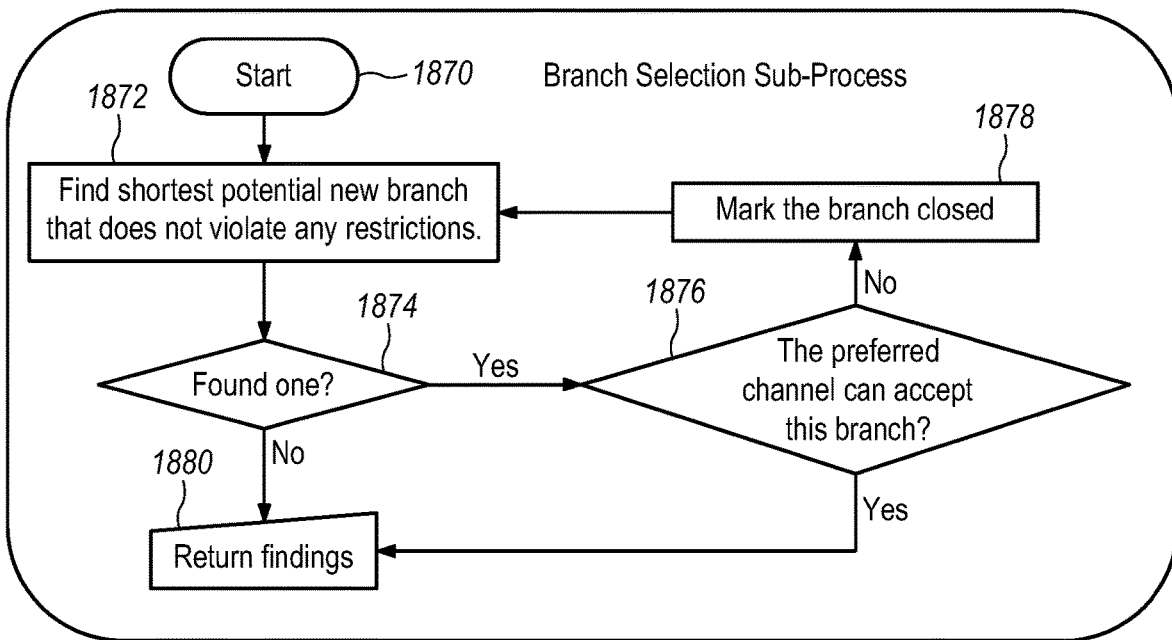 Start
1870
Branch Selection Sub-Process
1872
1878
Find shortest potential new branch
that does not violate any restrictions.
Mark the branch closed
1874
1876
No
Found one?
Yes
The preferred
channel can accept
this branch?
No
1880
Yes
Return findings